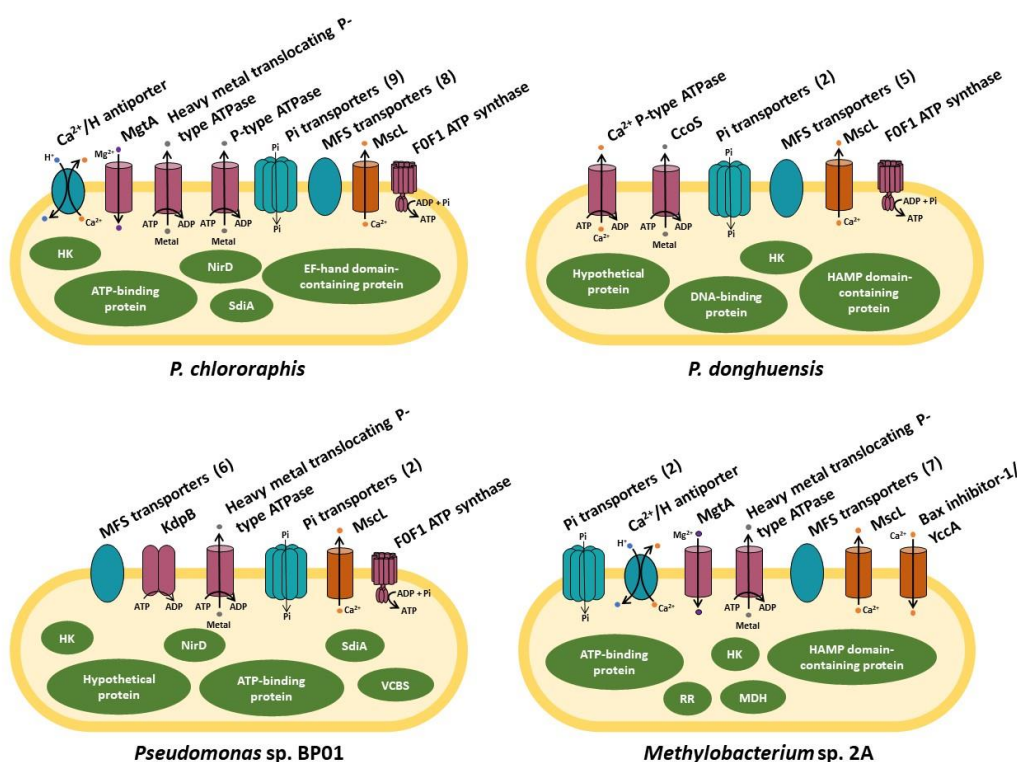 Ca²⁺/H antiporter
MgtA
Heavy metal translocating P-
type ATPase
P-type ATPase
Pi transporters (9)
MFS transporters (8)
MscL
F0F1 ATP synthase
H⁺
Mg²⁺
Pi
Ca²⁺
ATP
ADP
Metal
ATP
ADP
Metal
Pi
Ca²⁺
ADP + Pi
ATP
HK
NirD
EF-hand domain-
containing protein
ATP-binding
protein
SdiA
P. chlororaphis
Ca²⁺ P-type ATPase
CcoS
Pi transporters (2)
MFS transporters (5)
MscL
F0F1 ATP synthase
Pi
ATP
ADP
Ca²⁺
ATP
ADP
Metal
Pi
Ca²⁺
ADP + Pi
ATP
Hypothetical
protein
HK
HAMP domain-
containing
protein
DNA-binding
protein
P. donghuensis
MFS transporters (6)
KdpB
Heavy metal translocating P-
type ATPase
Pi transporters (2)
MscL
F0F1 ATP synthase
Pi
ATP
ADP
ATP
ADP
Metal
Pi
Ca²⁺
ADP + Pi
ATP
HK
NirD
SdiA
Hypothetical
protein
ATP-binding
protein
VCBS
Pseudomonas sp. BP01
Pi transporters (2)
Ca²⁺/H antiporter
MgtA
Heavy metal translocating P-
type ATPase
MFS transporters (7)
MscL
Bax inhibitor-1/
YccA
Pi
H⁺
Mg²⁺
Ca²⁺
Pi
Ca²⁺
ATP
ADP
Metal
Ca²⁺
ATP-binding
protein
HK
HAMP domain-
containing protein
RR
MDH
Methylobacterium sp. 2A